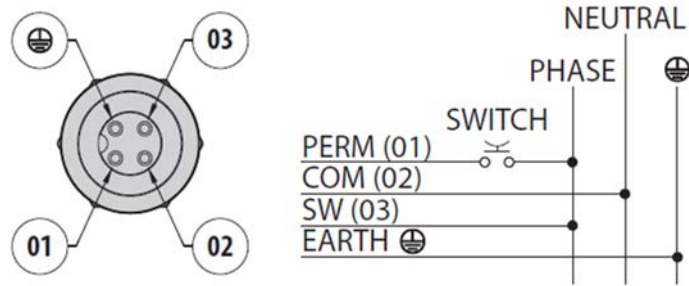 03
01
02
NEUTRAL
PHASE
SWITCH
PERM (01)
COM (02)
SW (03)
EARTH